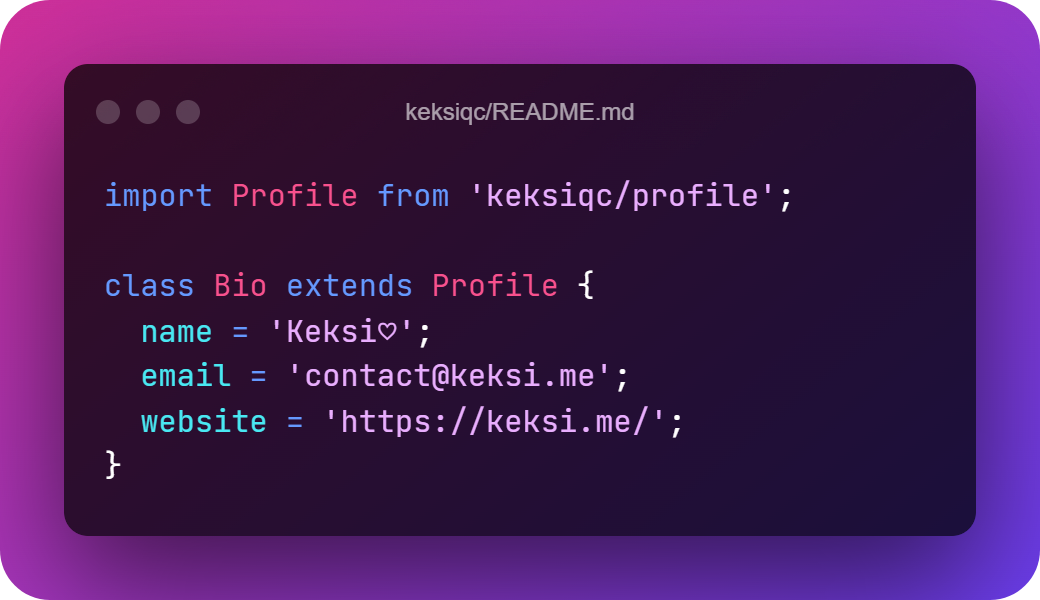 keksiqc/README.md
import Profile from 'keksiqc/profile';
class Bio extends Profile {
  name = 'Keksi♡';
  email = 'contact@keksi.me';
  website = 'https://keksi.me/';
}